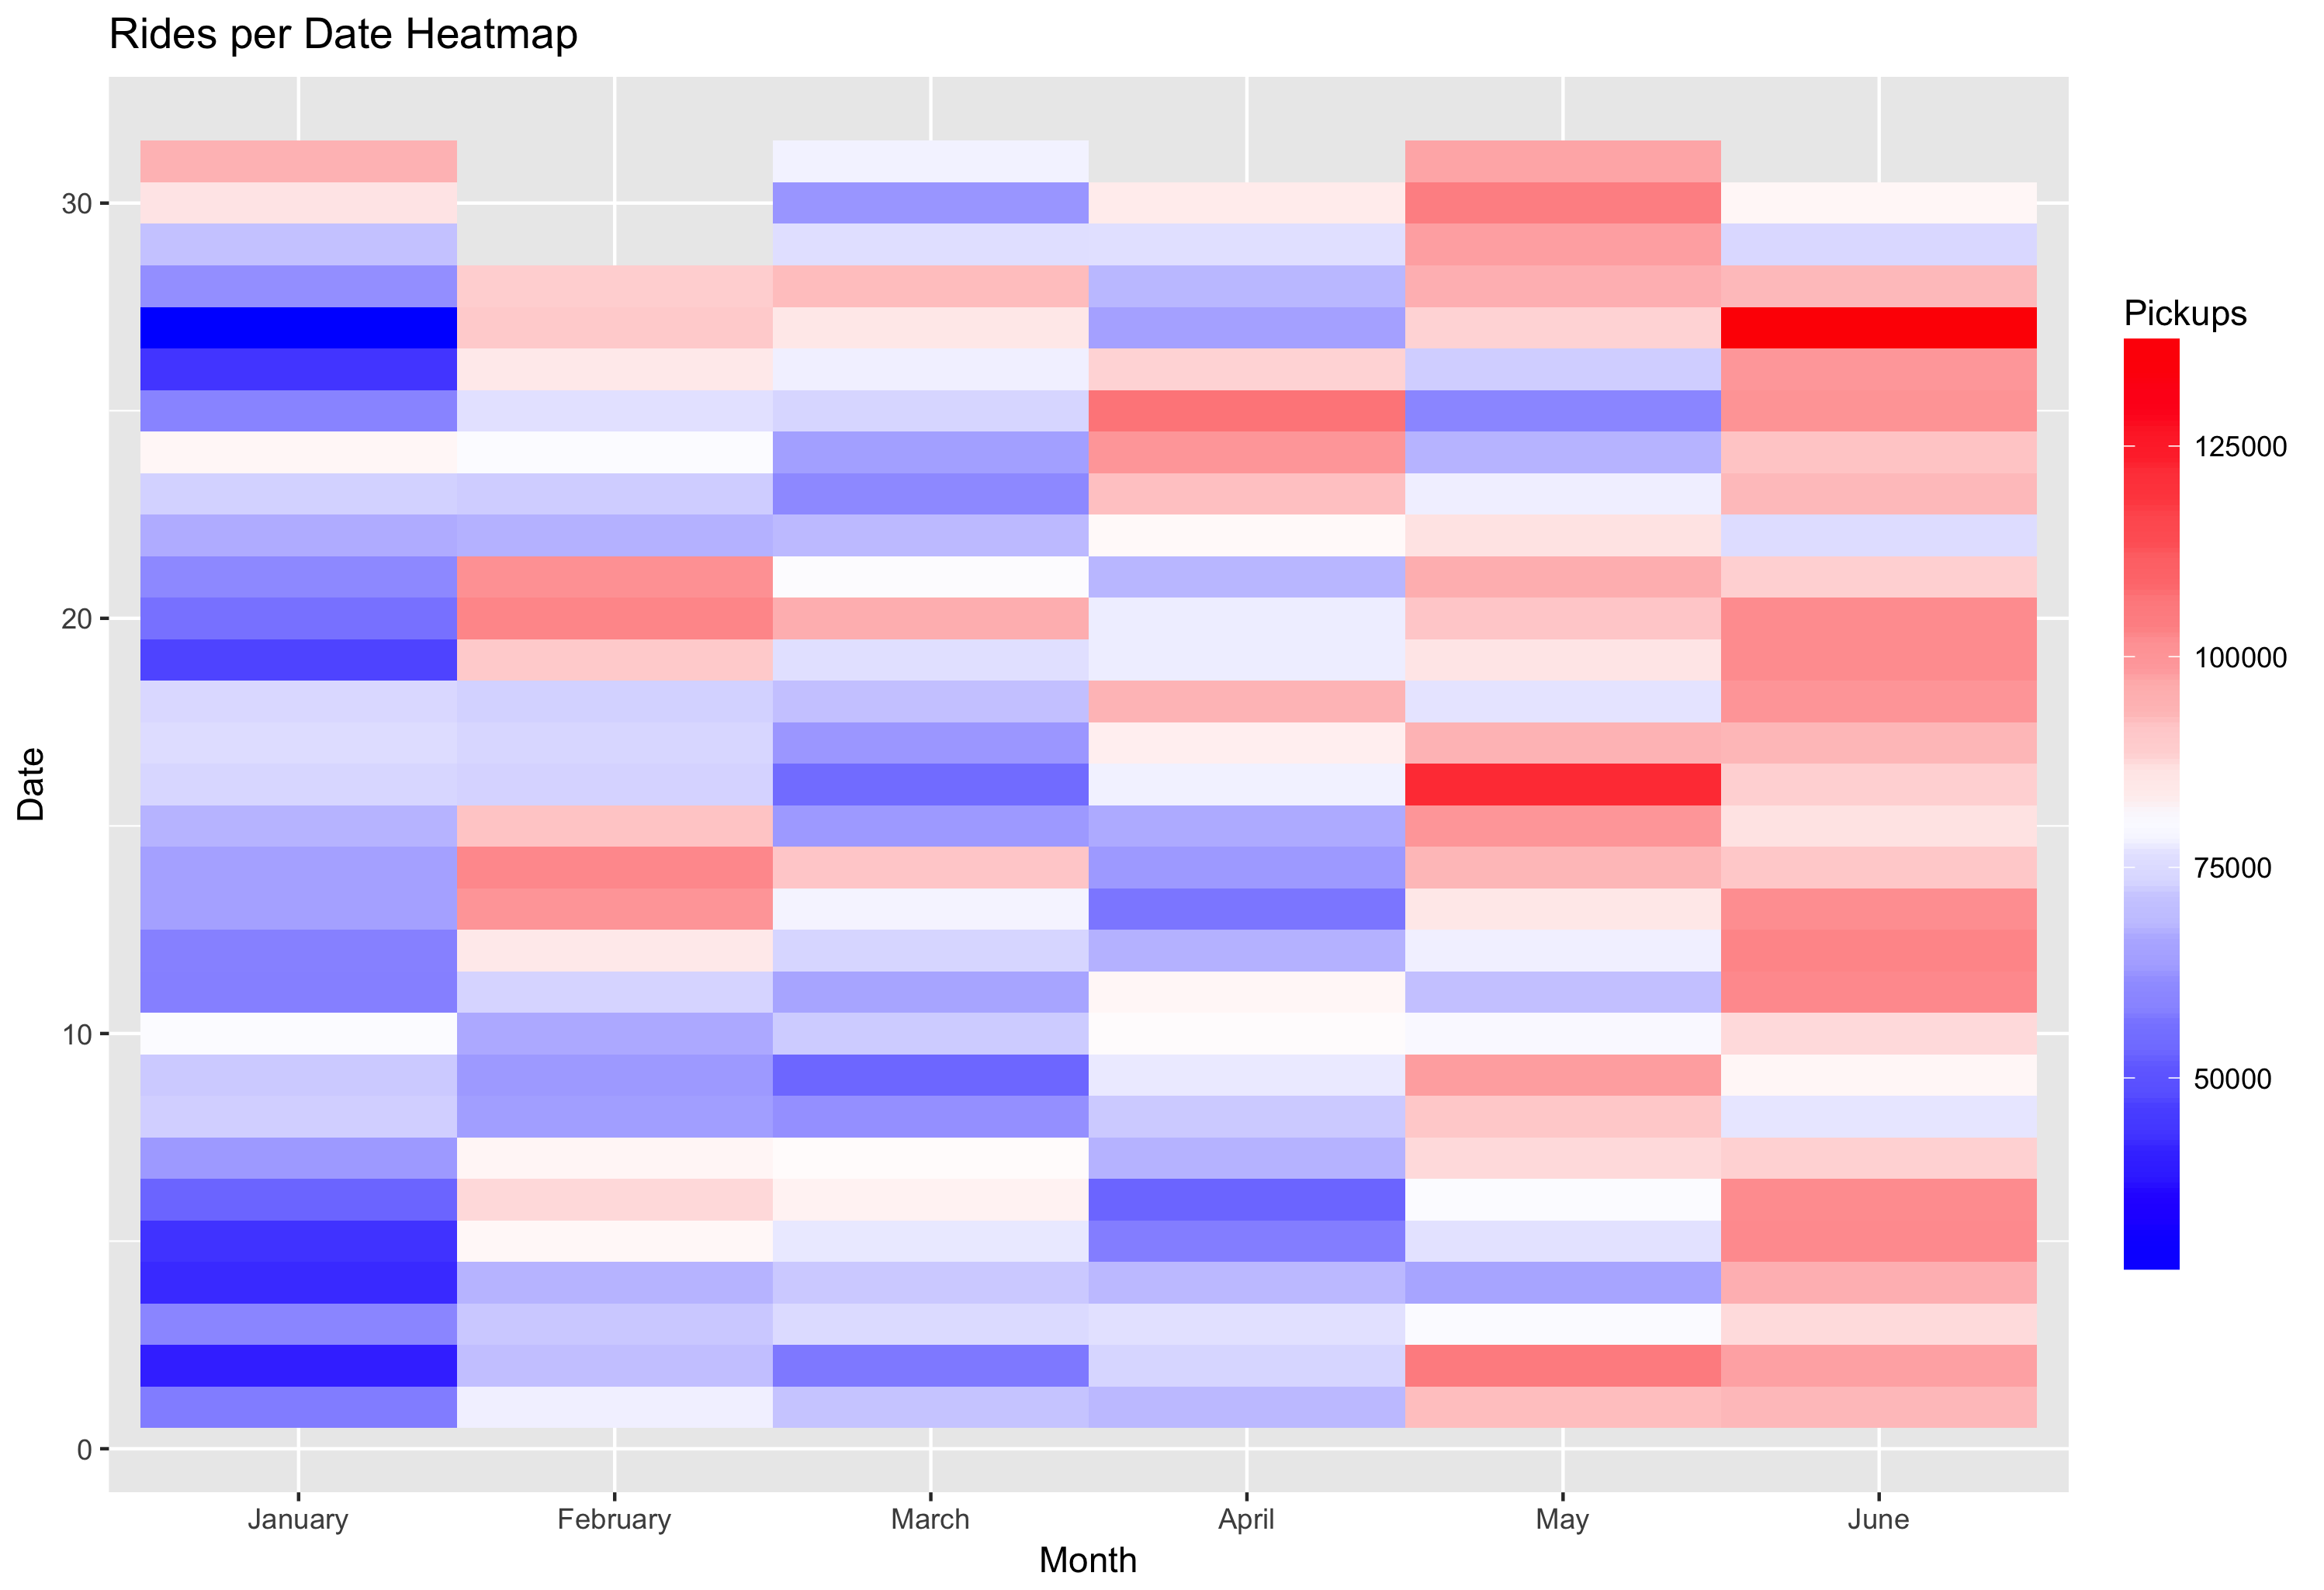 Rides per Date Heatmap
Date
30
20
10
0
January February March April May June
Month
Pickups
125000
100000
75000
50000